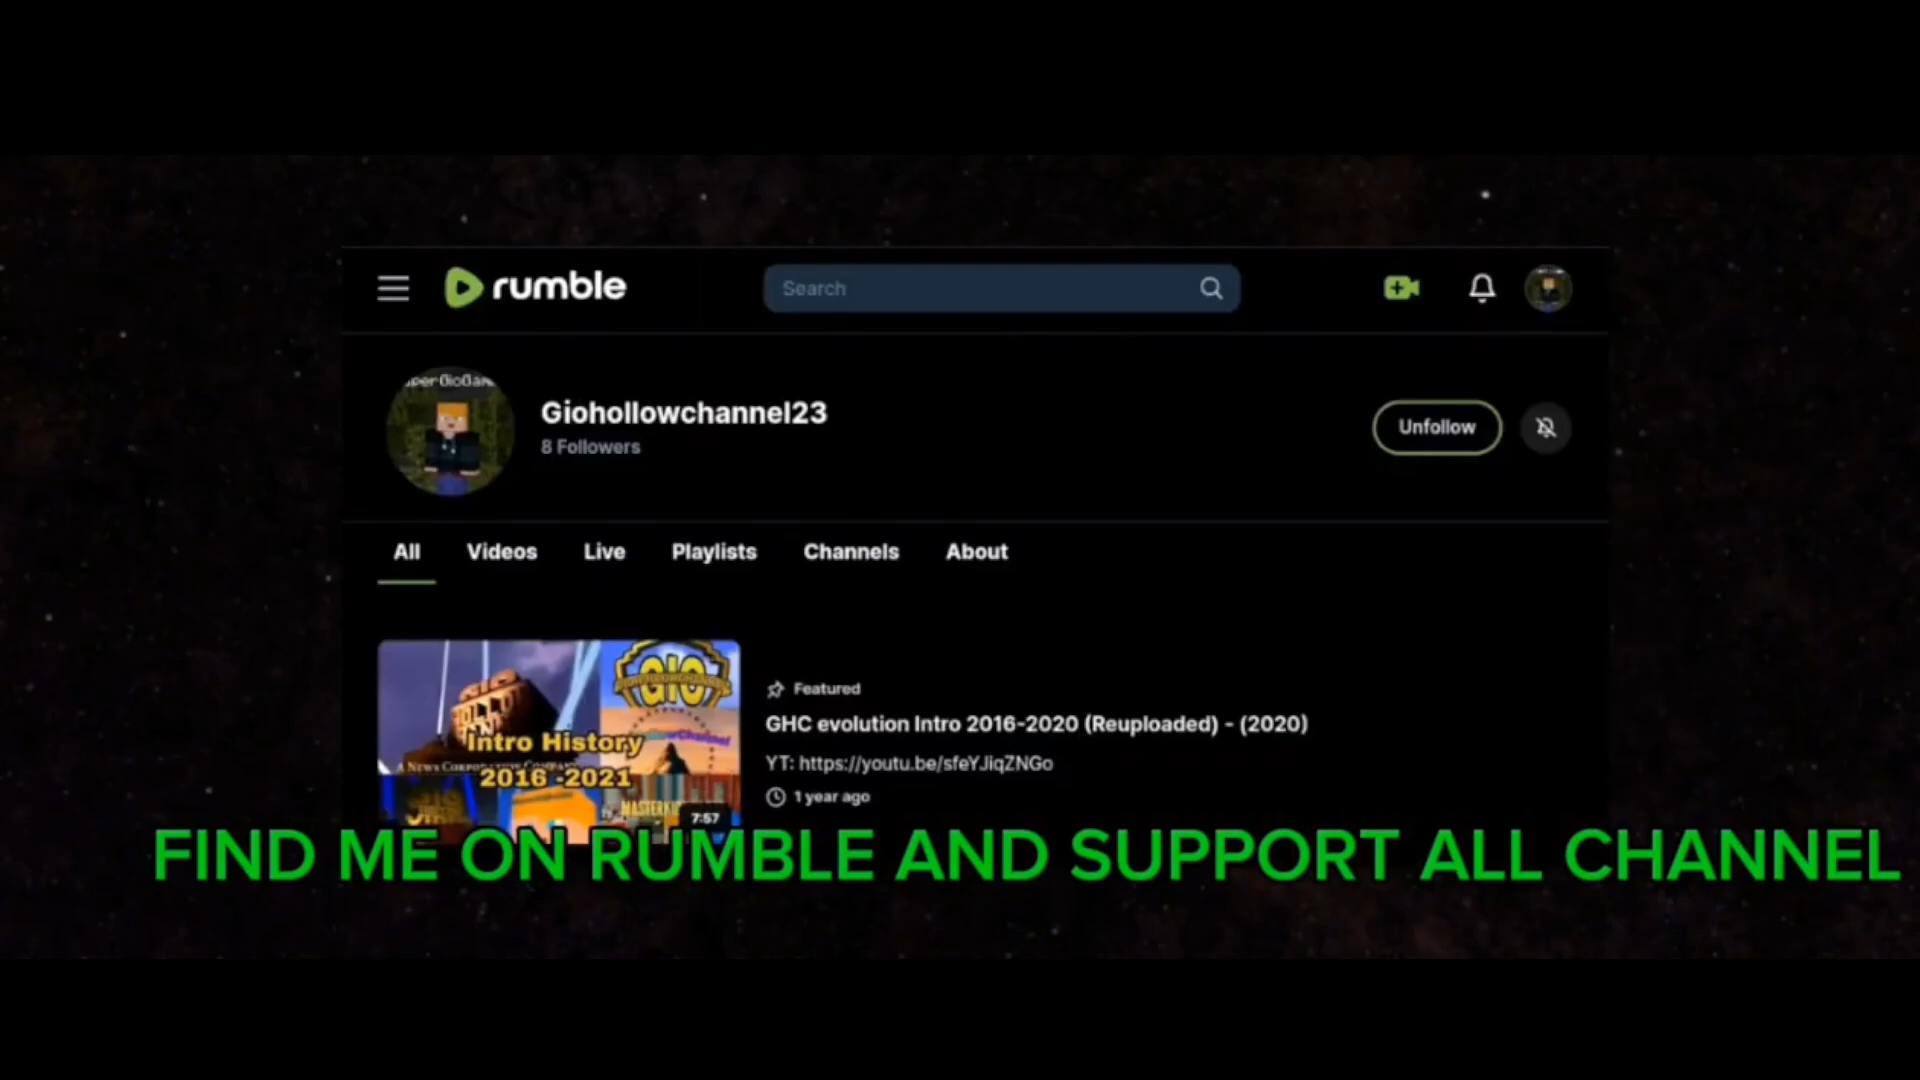 rumble
Search
Giohollowchannel23
8 Followers
Unfollow
All Videos Live Playlists Channels About
GIO
Intro History
2016 -2021
7:57
Featured
GHC evolution Intro 2016-2020 (Reuploaded) - (2020)
YT: https://youtu.be/sfeYJiqZNGo
1 year ago
FIND ME ON RUMBLE AND SUPPORT ALL CHANNEL